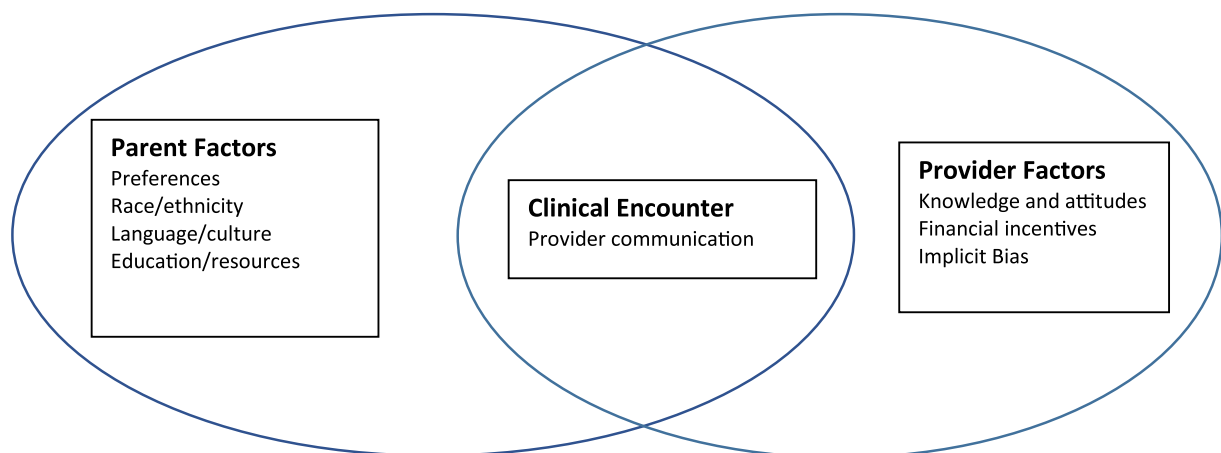 Parent Factors
Preferences
Race/ethnicity
Language/culture
Education/resources
Clinical Encounter
Provider communication
Provider Factors
Knowledge and attitudes
Financial incentives
Implicit Bias